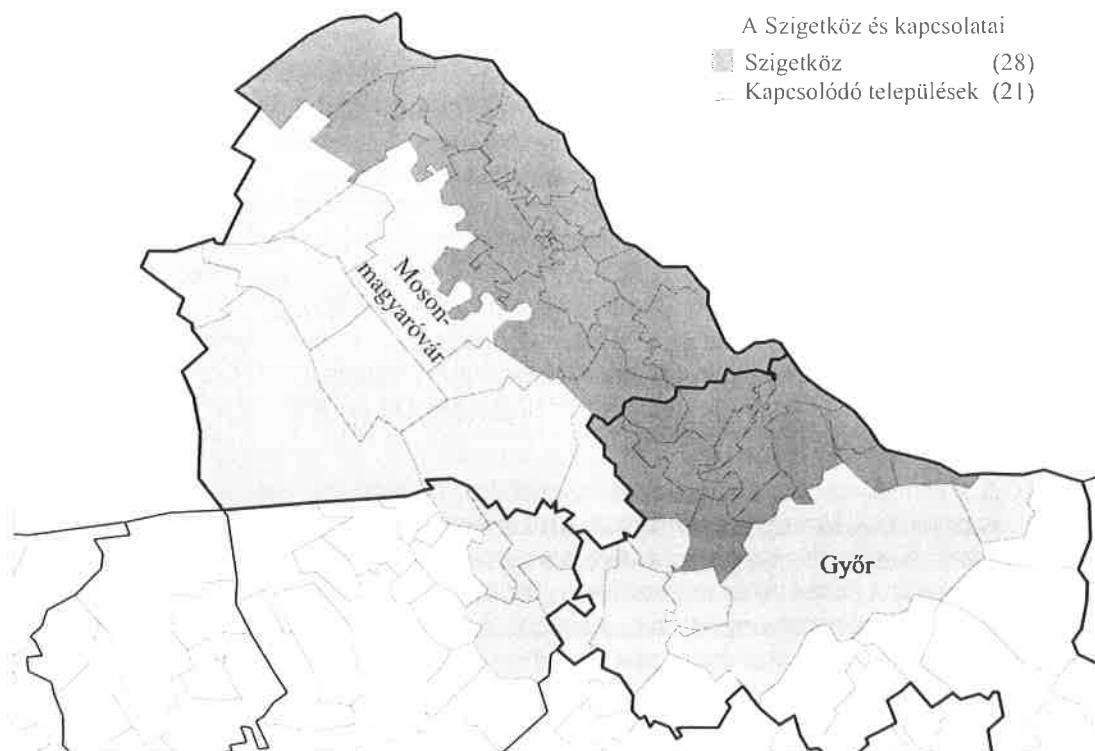 A Szigetköz és kapcsolatai
Szigetköz (28)
Kapcsolódó települések (21)
Moson-
magyaróvár
Győr